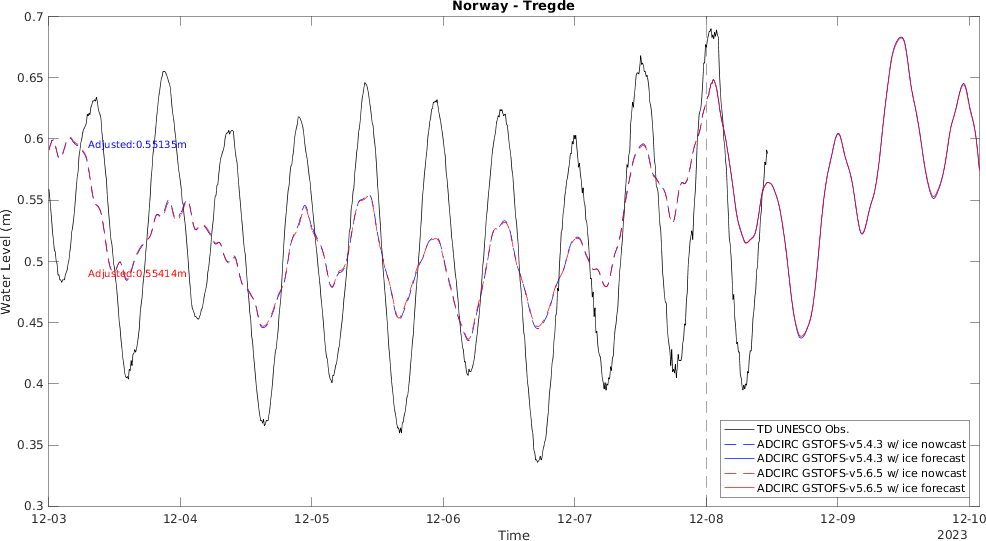 Norway - Tregde
0.7
0.65
0.6
0.55
0.5
0.45
0.4
0.35
0.3
Water Level (m)
Adjusted:0.55135m
Adjusted:0.55414m
TD UNESCO Obs.
ADCIRC GSTOFS-v5.4.3 w/ ice nowcast
ADCIRC GSTOFS-v5.4.3 w/ ice forecast
ADCIRC GSTOFS-v5.6.5 w/ ice nowcast
ADCIRC GSTOFS-v5.6.5 w/ ice forecast
12-03 12-04 12-05 12-06 12-07 12-08 12-09 12-10
Time
2023